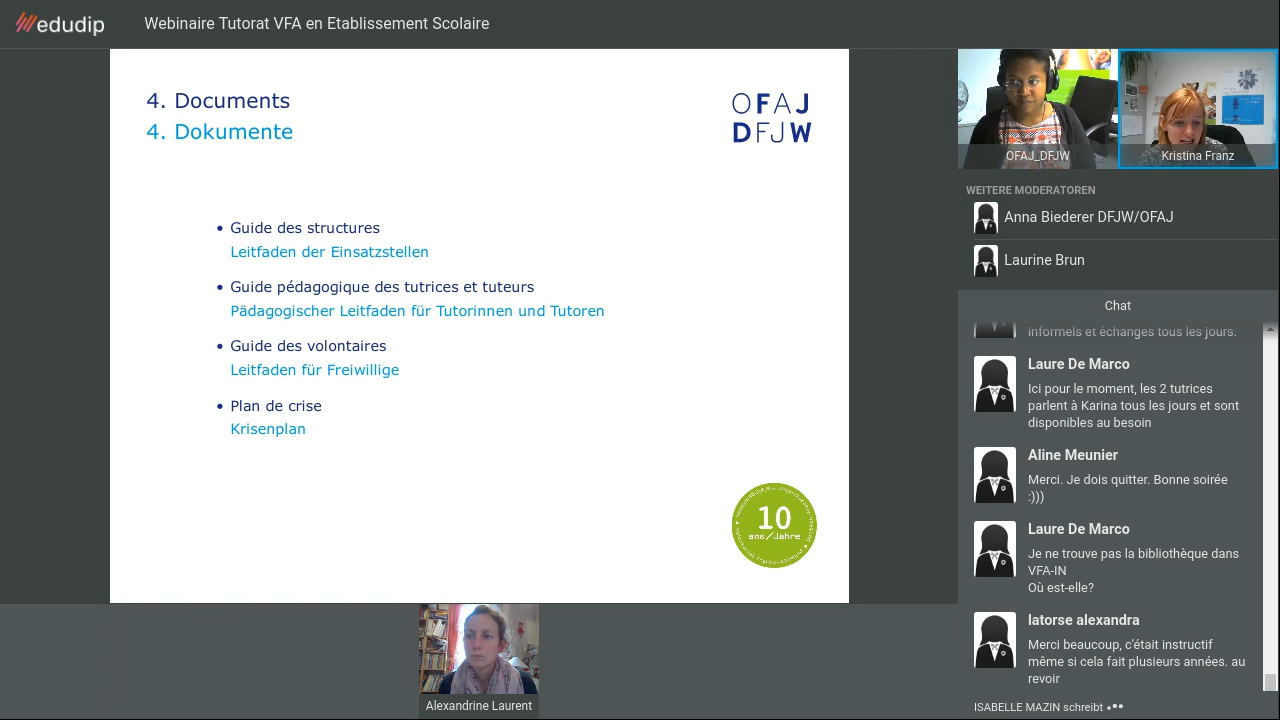 edudip
Webinaire Tutorat VFA en Etablissement Scolaire
4. Documents
4. Dokumente
OFAJ
DFJW
• Guide des structures
Leitfaden der Einsatzstellen
• Guide pédagogique des tutrices et tuteurs
Pädagogischer Leitfaden für Tutorinnen und Tutoren
• Guide des volontaires
Leitfaden für Freiwillige
• Plan de crise
Krisenplan
10
ans/Jahre
Alexandrine Laurent
OFAJ_DFJW
Kristina Franz
WEITERE MODERATOREN
Anna Biederer DFJW/OFAJ
Laurine Brun
Chat
informels et échanges tous les jours.
Laure De Marco
Ici pour le moment, les 2 tutrices
parlent à Karina tous les jours et sont
disponibles au besoin
Aline Meunier
Merci. Je dois quitter. Bonne soirée
:)))
Laure De Marco
Je ne trouve pas la bibliothèque dans
VFA-IN
Où est-elle?
latorse alexandra
Merci beaucoup, c'était instructif
même si cela fait plusieurs années. au
revoir
ISABELLE MAZIN schreibt